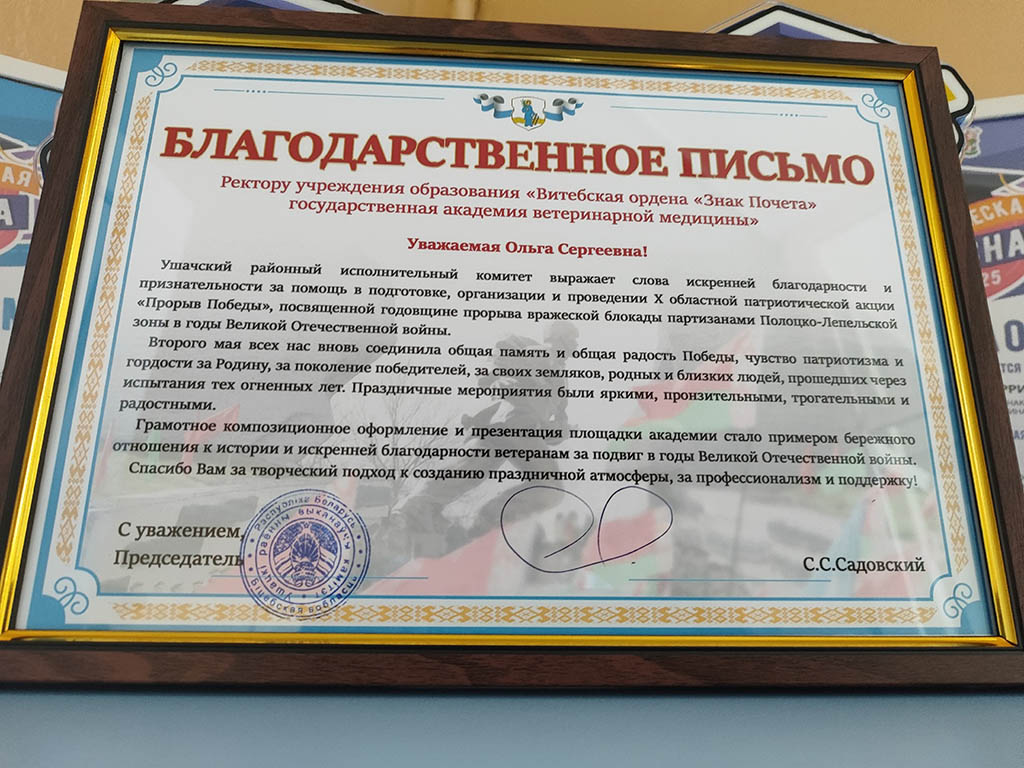 БЛАГОДАРСТВЕННОЕ ПИСЬМО
Ректору учреждения образования «Витебская ордена «Знак Почета»
государственная академия ветеринарной медицины»
Уважаемая Ольга Сергеевна!
Ушачский районный исполнительный комитет выражает слова искренней благодарности и
признательности за помощь в подготовке, организации и проведении X областной патриотической акции
«Прорыв Победы», посвященной годовщине прорыва вражеской блокады партизанами Полоцко-Лепельской
зоны в годы Великой Отечественной войны.
Второго мая всех нас вновь соединила общая память и общая радость Победы, чувство патриотизма и
гордости за Родину, за поколение победителей, за своих земляков, родных и близких людей, прошедших через
испытания тех огненных лет. Праздничные мероприятия были яркими, пронзительными, трогательными и
радостными.
Грамотное композиционное оформление и презентация площадки академии стало примером бережного
отношения к истории и искренней благодарности ветеранам за подвиг в годы Великой Отечественной войны.
Спасибо Вам за творческий подход к созданию праздничной атмосферы, за профессионализм и поддержку!
С уважением,
Председатель
С.С.Садовский
Рэспубліка Беларусь
Віцебская вобласць